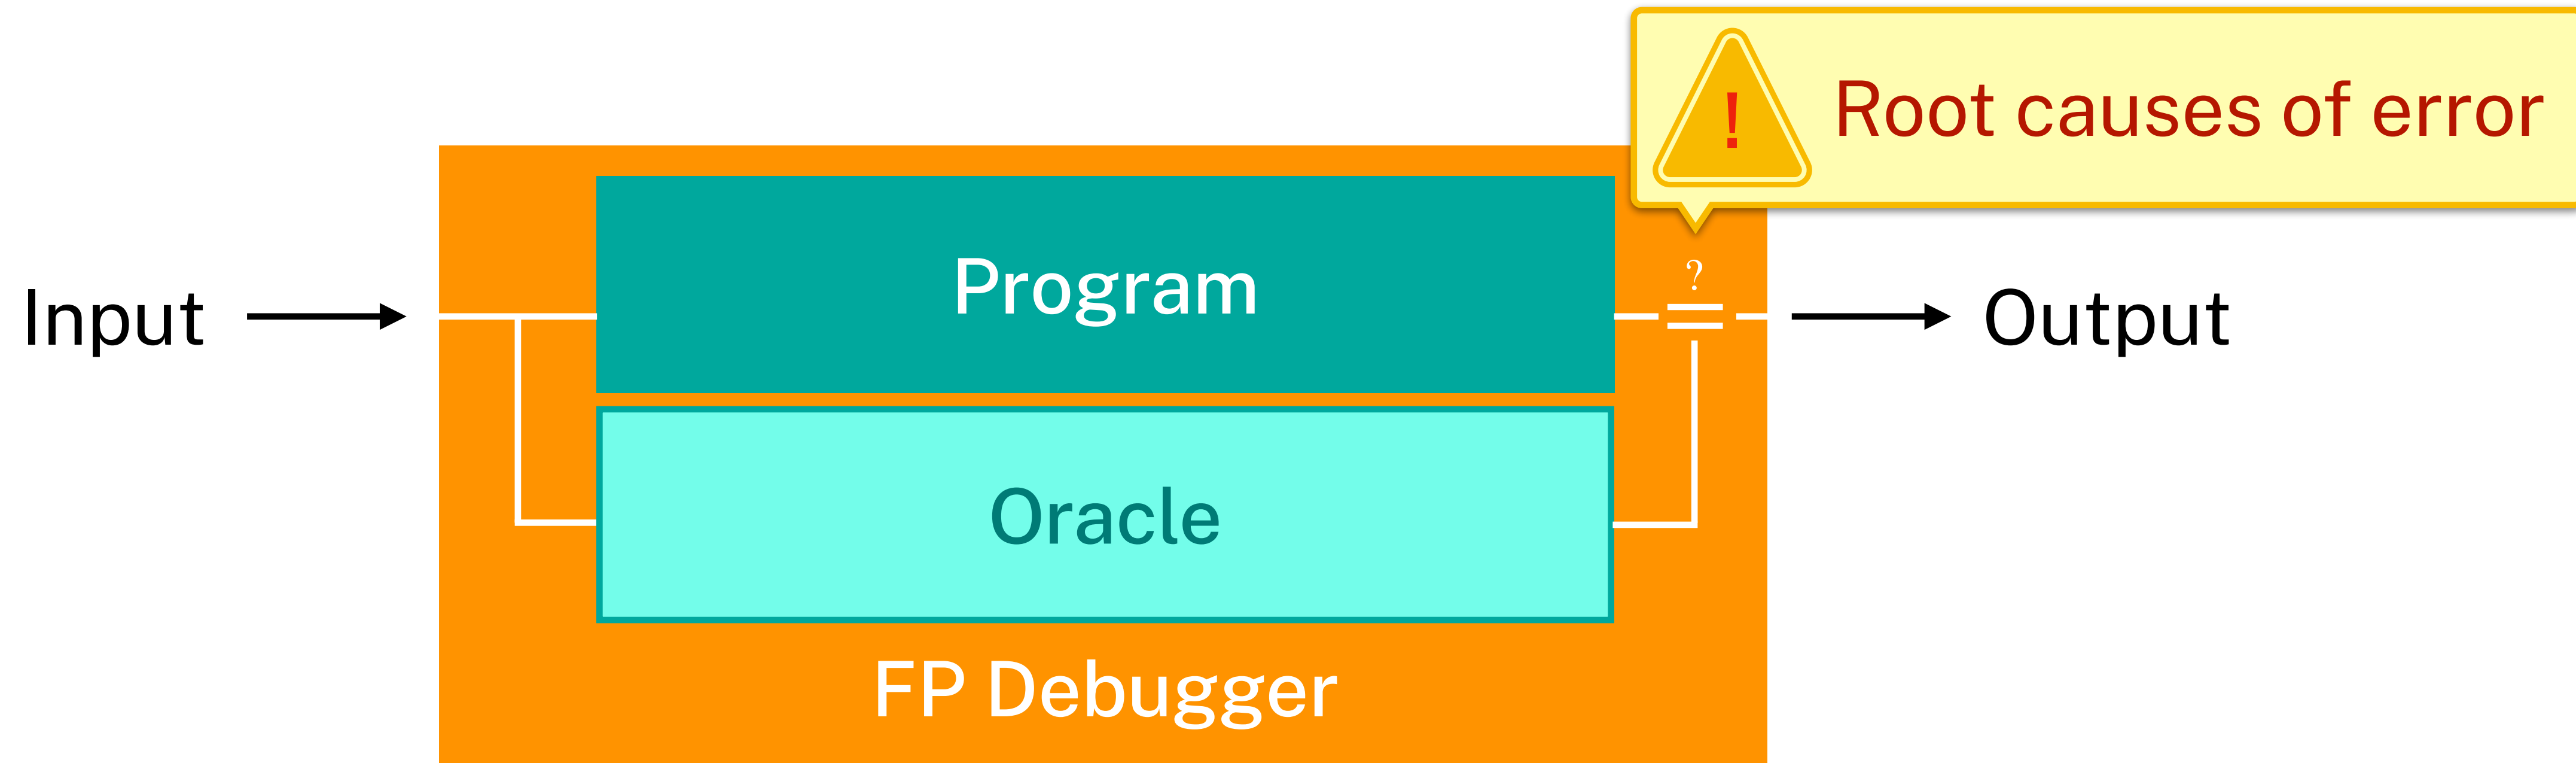 ! Root causes of error
Program
?
=
Input
Output
Oracle
FP Debugger